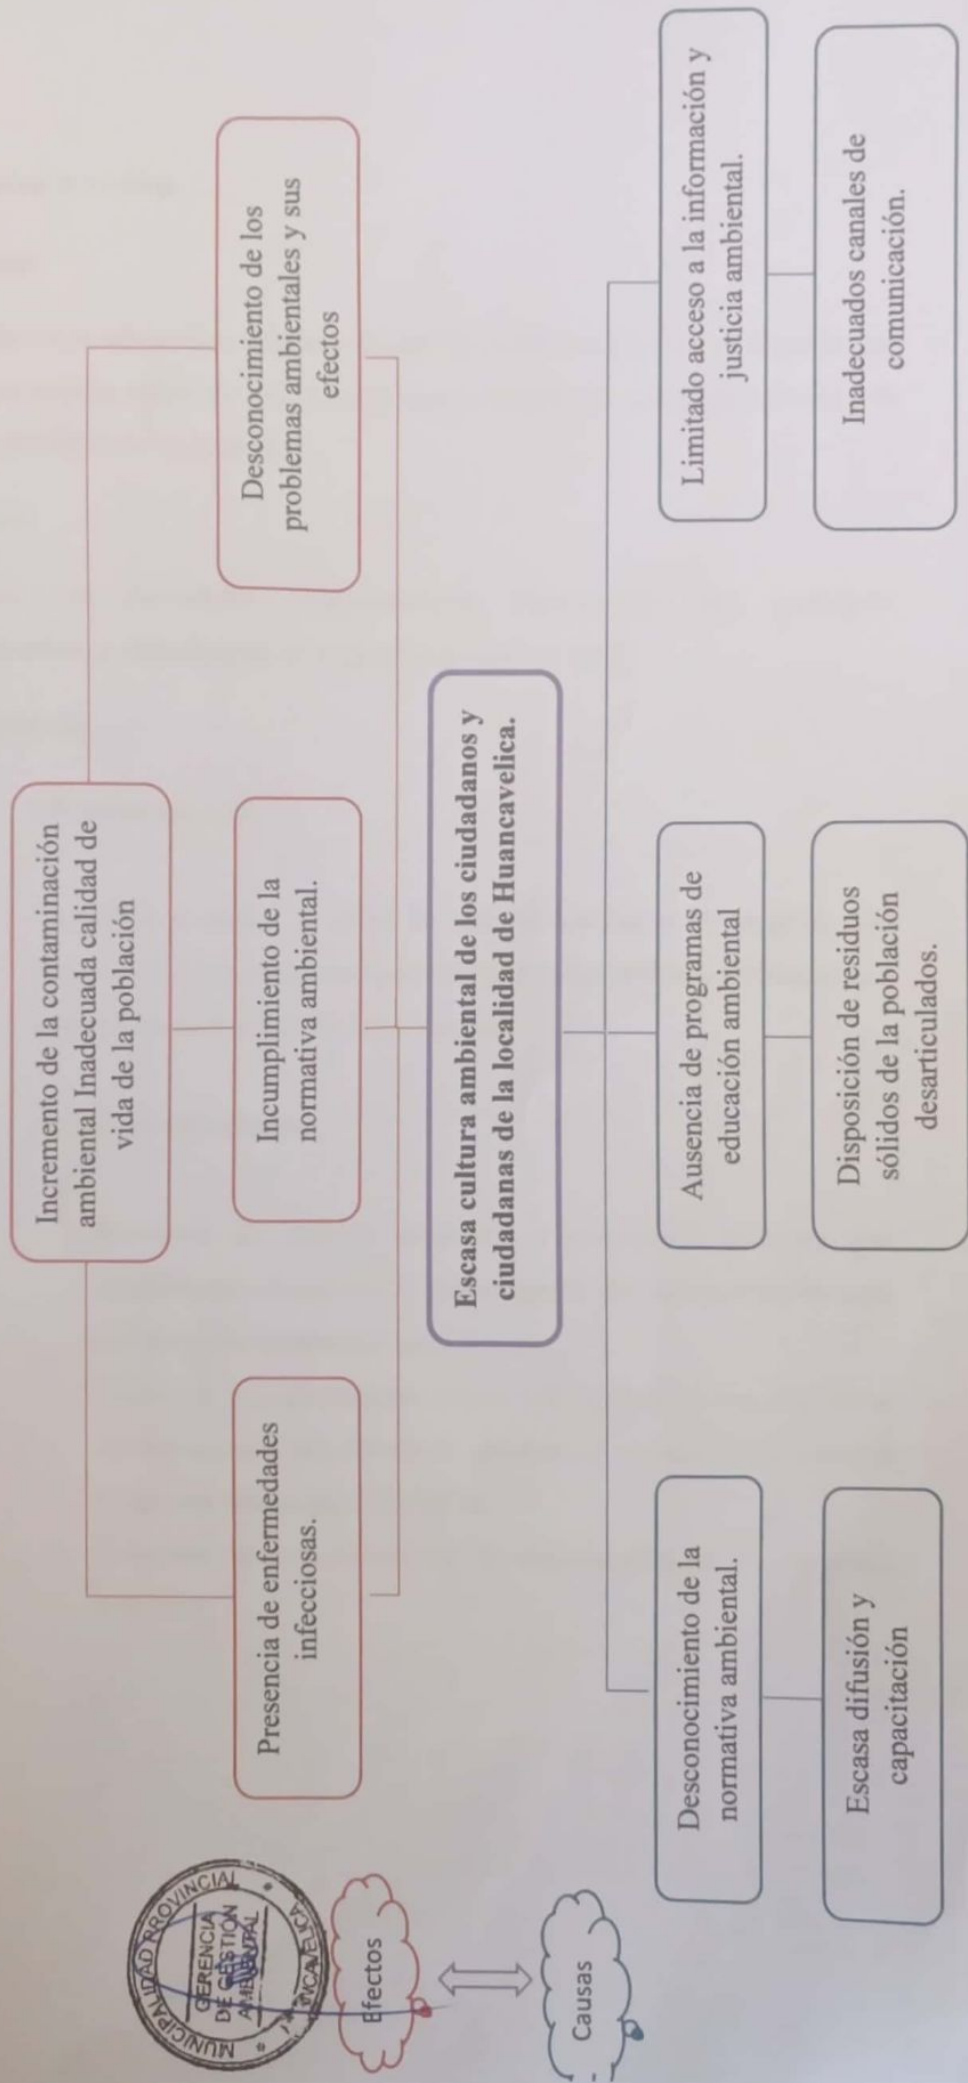 Incremento de la contaminación
ambiental Inadecuada calidad de
vida de la población
Presencia de enfermedades
infecciosas.
Incumplimiento de la
normativa ambiental.
Desconocimiento de los
problemas ambientales y sus
efectos
MUNICIPALIDAD PROVINCIAL
GERENCIA
DE GESTIÓN
AMBIENTAL
Efectos
Causas
Escasa cultura ambiental de los ciudadanos y
ciudadanas de la localidad de Huancavelica.
Desconocimiento de la
normativa ambiental.
Ausencia de programas de
educación ambiental
Limitado acceso a la información y
justicia ambiental.
Escasa difusión y
capacitación
Disposición de residuos
sólidos de la población
desarticulados.
Inadecuados canales de
comunicación.